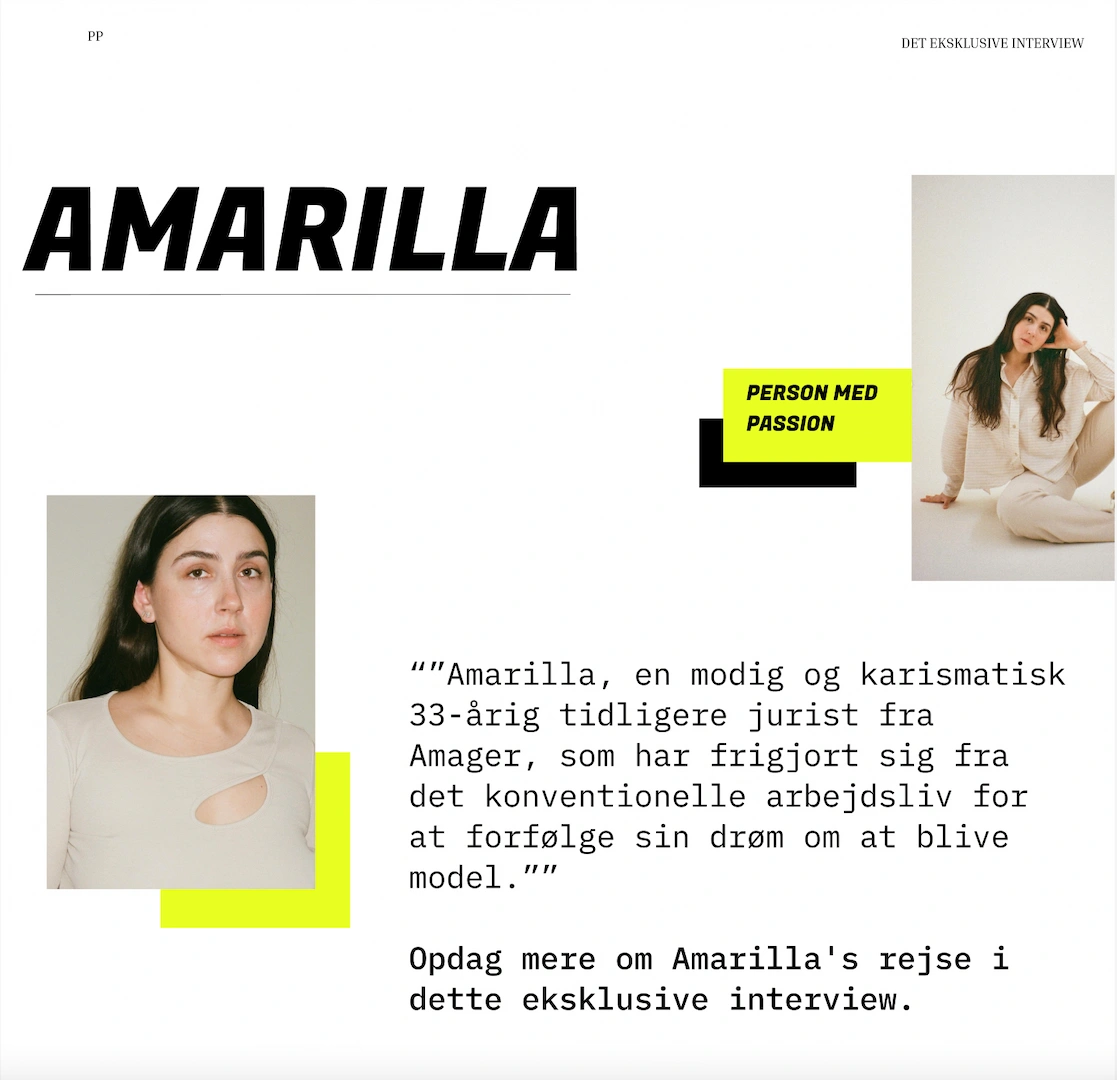 PP
DET EKSKLUSIVE INTERVIEW
AMARILLA
PERSON MED
PASSION
“”Amarilla, en modig og karismatisk
33-årig tidligere jurist fra
Amager, som har frigjort sig fra
det konventionelle arbejdsliv for
at forfølge sin drøm om at blive
model.””
Opdag mere om Amarilla's rejse i
dette eksklusive interview.